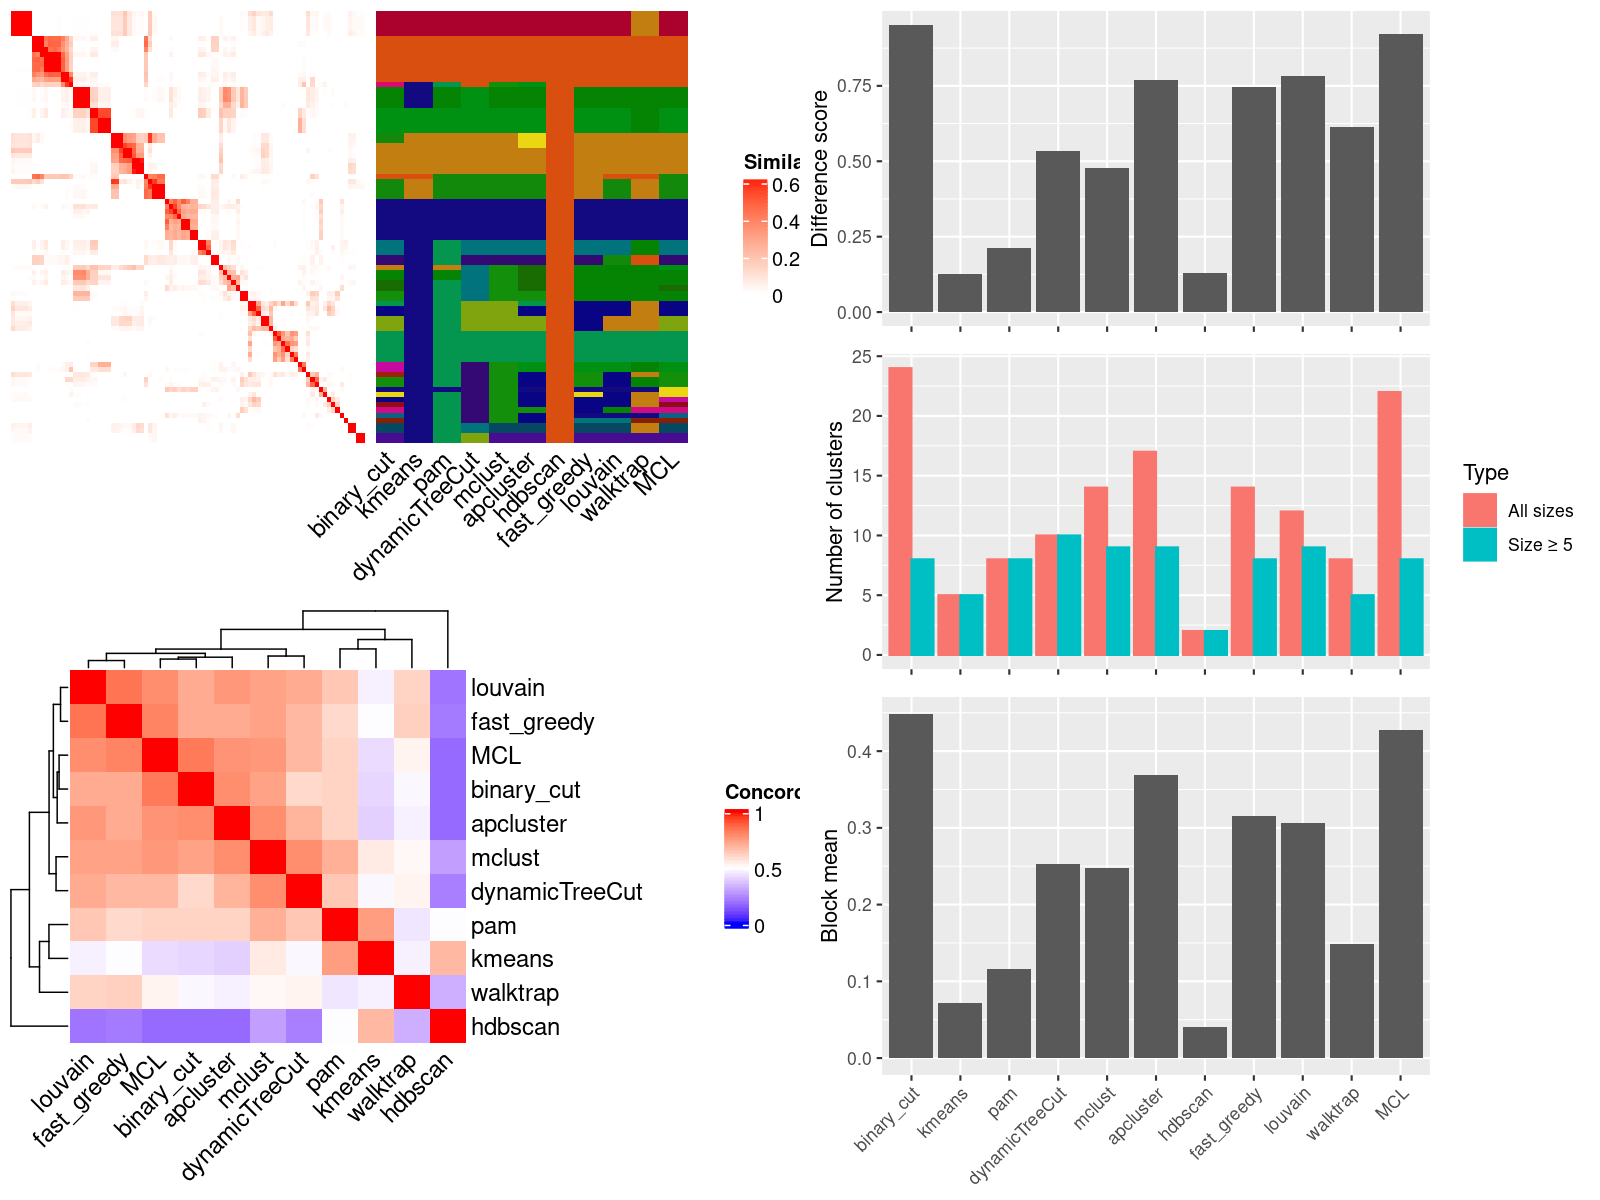 Simila
0.6
0.4
0.2
0
binary_cut
kmeans
pam
dynamicTreeCut
mclust
apcluster
hdbscan
fast_greedy
louvain
walktrap
MCL
Concord
1
0.5
0
louvain
fast_greedy
MCL
binary_cut
apcluster
mclust
dynamicTreeCut
pam
kmeans
walktrap
hdbscan
louvain
fast_greedy
MCL
binary_cut
apcluster
mclust
dynamicTreeCut
pam
kmeans
walktrap
hdbscan
Difference score
0.75
0.50
0.25
0.00
Number of clusters
25
20
15
10
5
0
Type
All sizes
Size ≥ 5
Block mean
0.4
0.3
0.2
0.1
0.0
binary_cut
kmeans
pam
dynamicTreeCut
mclust
apcluster
hdbscan
fast_greedy
louvain
walktrap
MCL